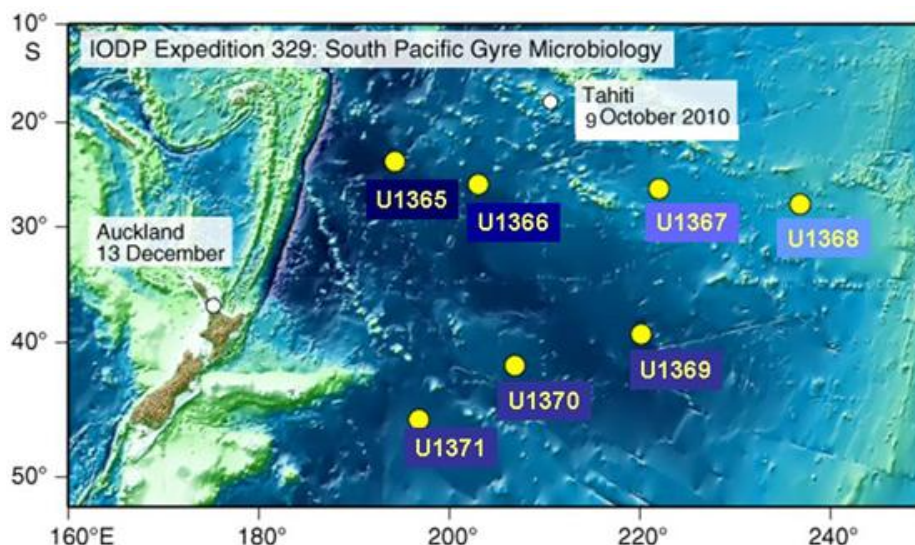 10°
S
IODP Expedition 329: South Pacific Gyre Microbiology
Tahiti
9 October 2010
20°
U1365
U1366
U1367
U1368
30°
Auckland
13 December
40°
U1369
U1370
U1371
50°
160°E
180°
200°
220°
240°